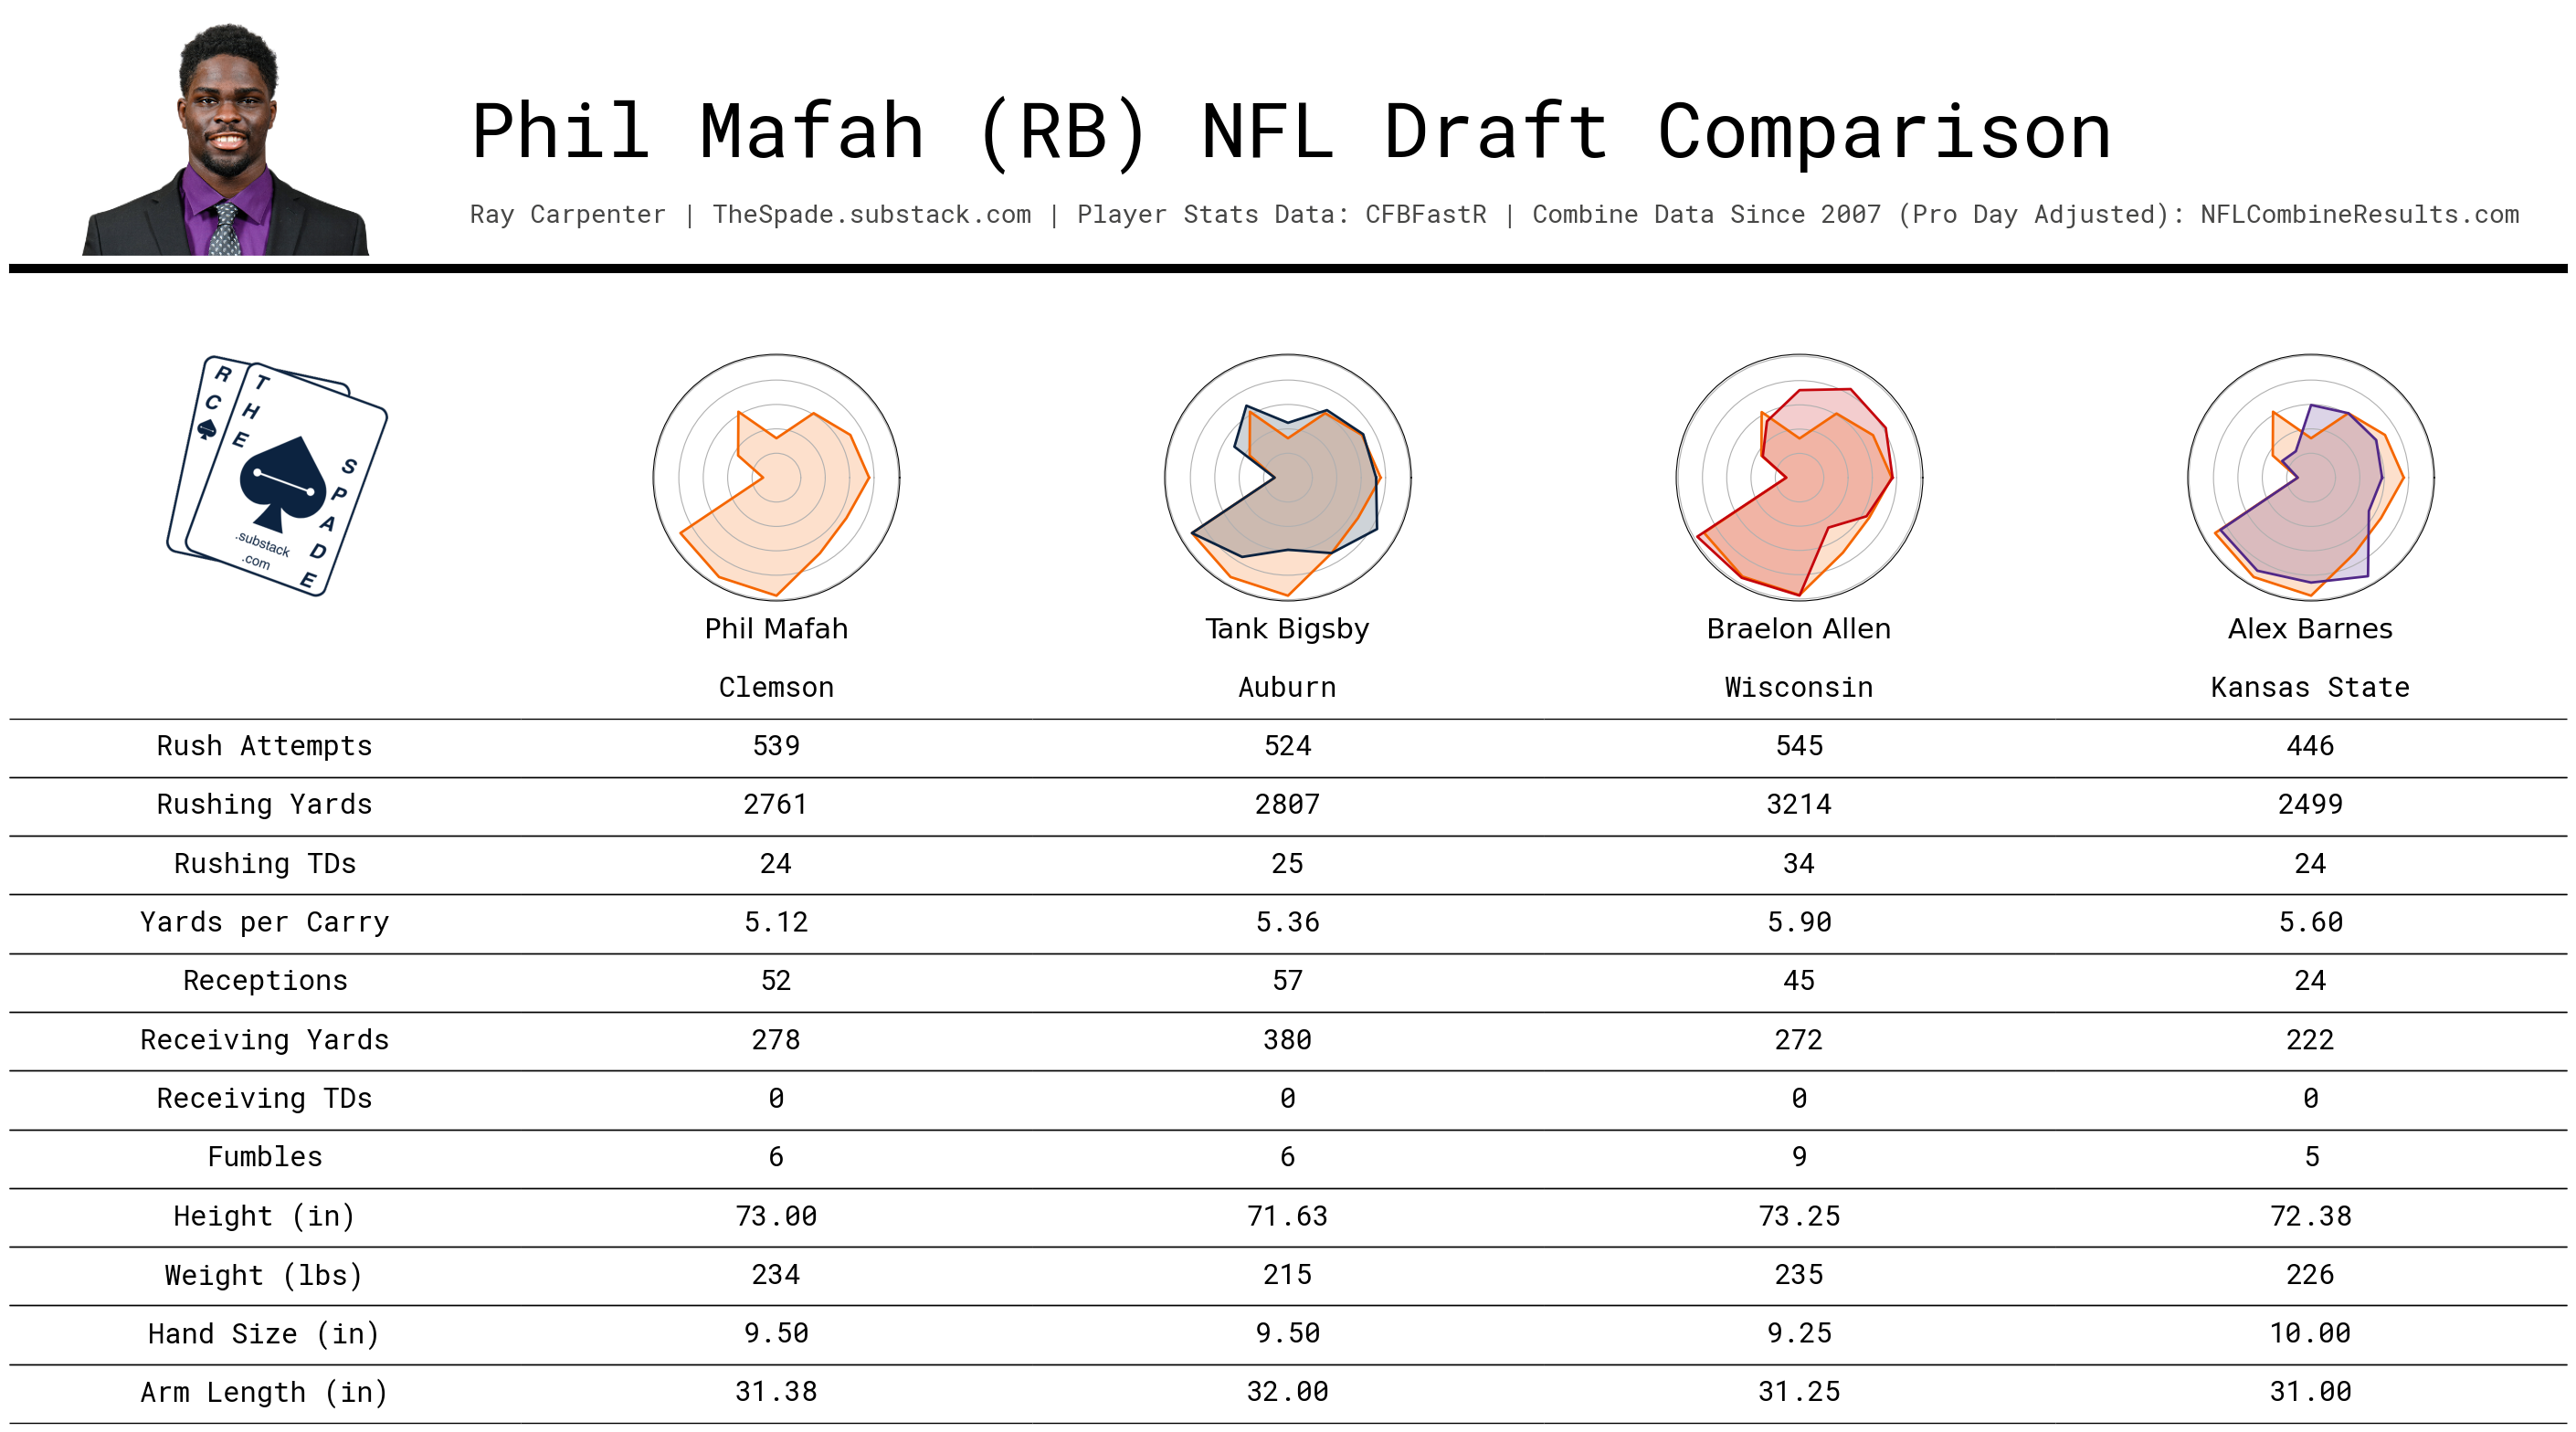 Phil Mafah (RB) NFL Draft Comparison
Ray Carpenter | TheSpade.substack.com | Player Stats Data: CFBFastR | Combine Data Since 2007 (Pro Day Adjusted): NFLCombineResults.com
R C
T H E
S P A D E
.substack
.com
Phil Mafah Tank Bigsby Braelon Allen Alex Barnes
Clemson Auburn Wisconsin Kansas State
Rush Attempts 539 524 545 446
Rushing Yards 2761 2807 3214 2499
Rushing TDs 24 25 34 24
Yards per Carry 5.12 5.36 5.90 5.60
Receptions 52 57 45 24
Receiving Yards 278 380 272 222
Receiving TDs 0 0 0 0
Fumbles 6 6 9 5
Height (in) 73.00 71.63 73.25 72.38
Weight (lbs) 234 215 235 226
Hand Size (in) 9.50 9.50 9.25 10.00
Arm Length (in) 31.38 32.00 31.25 31.00